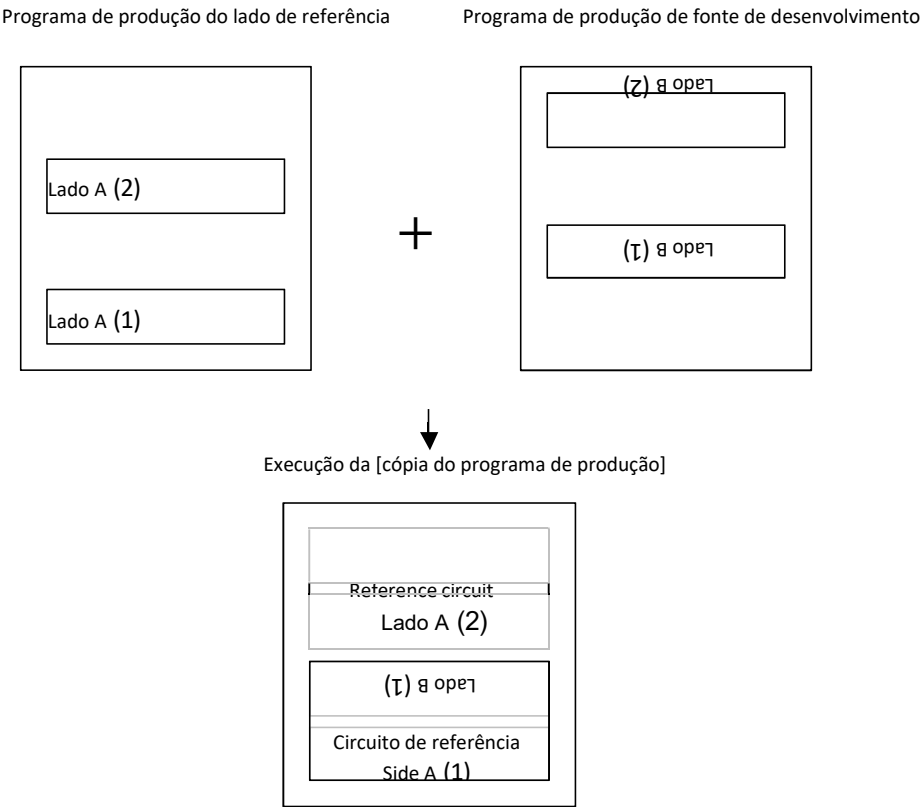 Programa de produção do lado de referência
Programa de produção de fonte de desenvolvimento
Lado B (2)
Lado A (2)
+
Lado B (1)
Lado A (1)
Execução da [cópia do programa de produção]
Reference circuit
Lado A (2)
Lado B (1)
Circuito de referência
Side A (1)